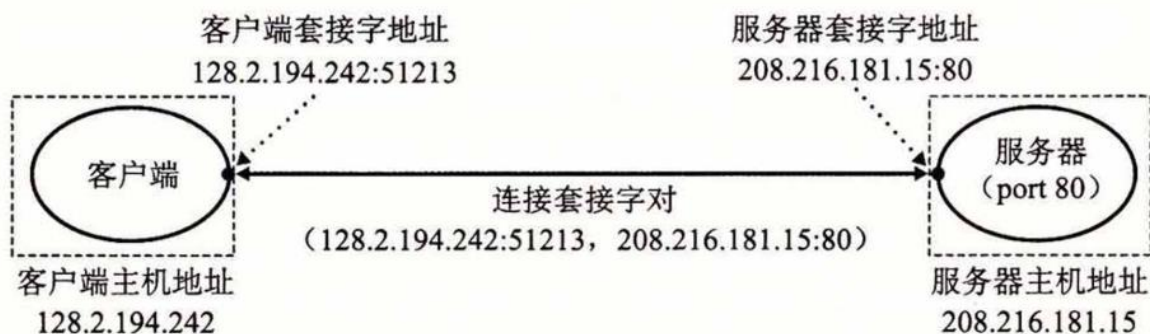 客户端套接字地址
128.2.194.242:51213
服务器套接字地址
208.216.181.15:80
客户端
服务器
（port 80）
连接套接字对
（128.2.194.242:51213，208.216.181.15:80）
客户端主机地址
128.2.194.242
服务器主机地址
208.216.181.15